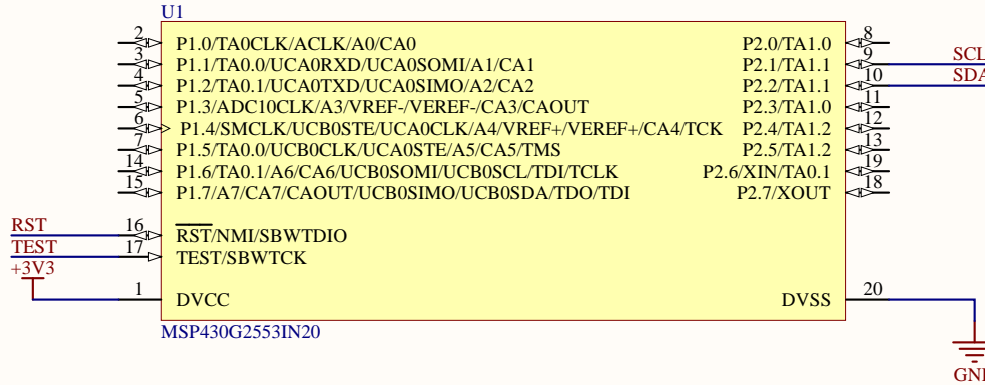 U1
2 P1.0/TA0CLK/ACLK/A0/CA0 P2.0/TA1.0 8
3 P1.1/TA0.0/UCA0RXD/UCA0SOMI/A1/CA1 P2.1/TA1.1 9 SCL
4 P1.2/TA0.1/UCA0TXD/UCA0SIMO/A2/CA2 P2.2/TA1.1 10 SDA
5 P1.3/ADC10CLK/A3/VREF-/VEREF-/CA3/CAOUT P2.3/TA1.0 11
6 P1.4/SMCLK/UCB0STE/UCA0CLK/A4/VREF+/VEREF+/CA4/TCK P2.4/TA1.2 12
7 P1.5/TA0.0/UCB0CLK/UCA0STE/A5/CA5/TMS P2.5/TA1.2 13
14 P1.6/TA0.1/A6/CA6/UCB0SOMI/UCB0SCL/TDI/TCLK P2.6/XIN/TA0.1 19
15 P1.7/A7/CA7/CAOUT/UCB0SIMO/UCB0SDA/TDO/TDI P2.7/XOUT 18
RST 16 RST/NMI/SBWTDIO
TEST 17 TEST/SBWTCK
+3V3
1 DVCC DVSS 20
MSP430G2553IN20
GND